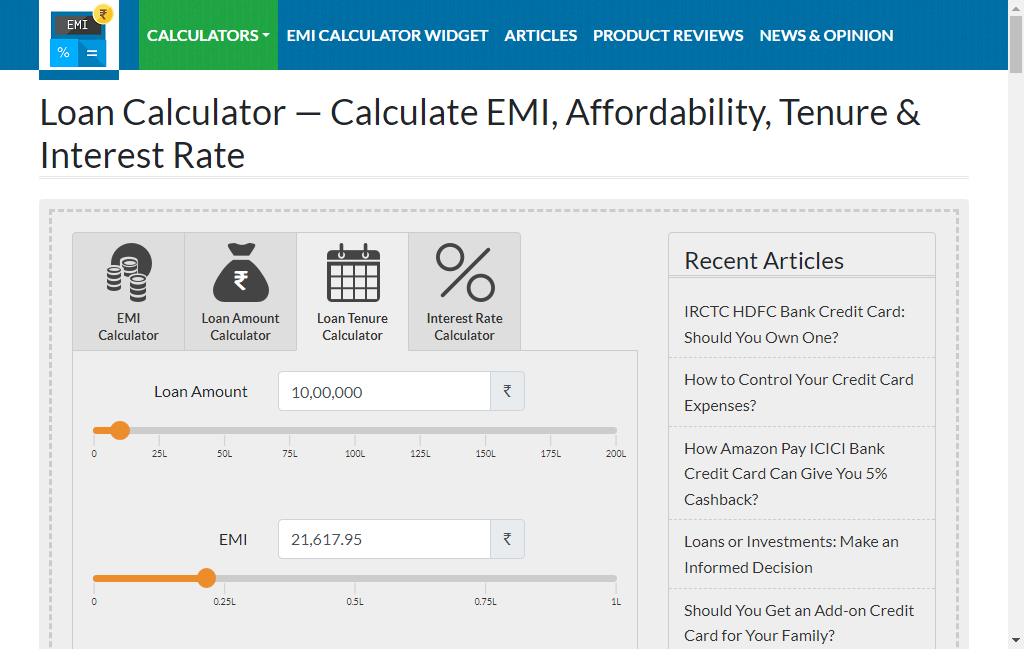 EMI
₹
%
=
CALCULATORS
EMI CALCULATOR WIDGET
ARTICLES
PRODUCT REVIEWS
NEWS & OPINION
Loan Calculator — Calculate EMI, Affordability, Tenure &
Interest Rate
EMI
Calculator
₹
Loan Amount
Calculator
Loan Tenure
Calculator
Interest Rate
Calculator
Loan Amount
10,00,000
₹
0 25L 50L 75L 100L 125L 150L 175L 200L
EMI
21,617.95
₹
0 0.25L 0.5L 0.75L 1L
Recent Articles
IRCTC HDFC Bank Credit Card:
Should You Own One?
How to Control Your Credit Card
Expenses?
How Amazon Pay ICICI Bank
Credit Card Can Give You 5%
Cashback?
Loans or Investments: Make an
Informed Decision
Should You Get an Add-on Credit
Card for Your Family?